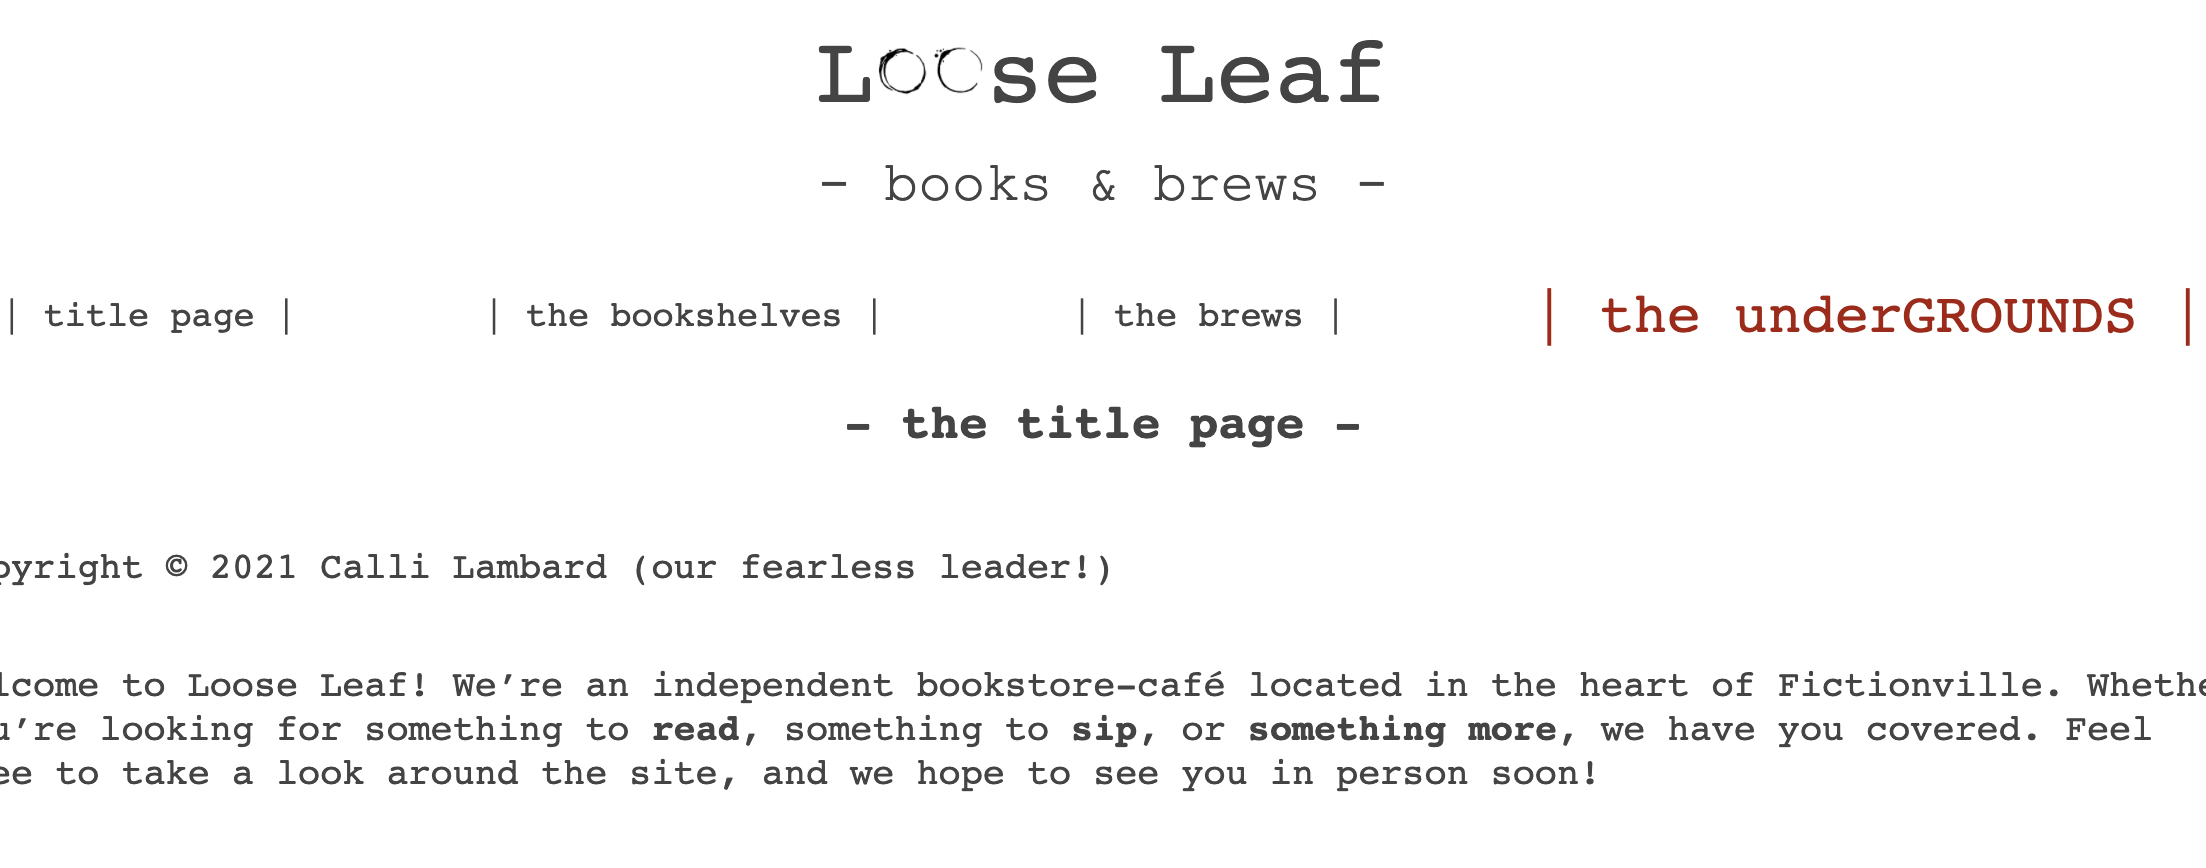 Loose Leaf
- books & brews -
| title page | | the bookshelves | | the brews | | the underGROUNDS |
- the title page -
pyright © 2021 Calli Lambard (our fearless leader!)
lcome to Loose Leaf! We’re an independent bookstore-café located in the heart of Fictionville. Whethe
u’re looking for something to read, something to sip, or something more, we have you covered. Feel
ee to take a look around the site, and we hope to see you in person soon!